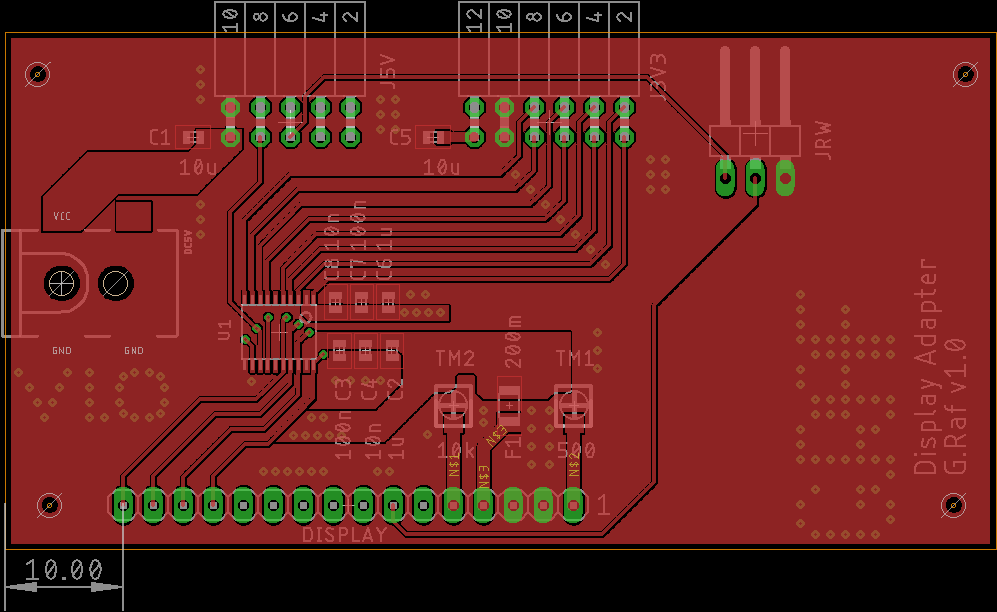 10 8 6 4 2
12 10 8 6 4 2
J5V
J3V3
C1
10u
C5
10u
JRW
VCC
DC5V
C8 10n
C7 100n
C6 1u
U1
GND GND
C3
100n
C4
10n
C2
1u
TM2
2200m
TM1
10k
F1
500
N$1
N$3
N$3
N$2
1
DISPLAY
Display Adapter
G.Raf v1.0
10.00